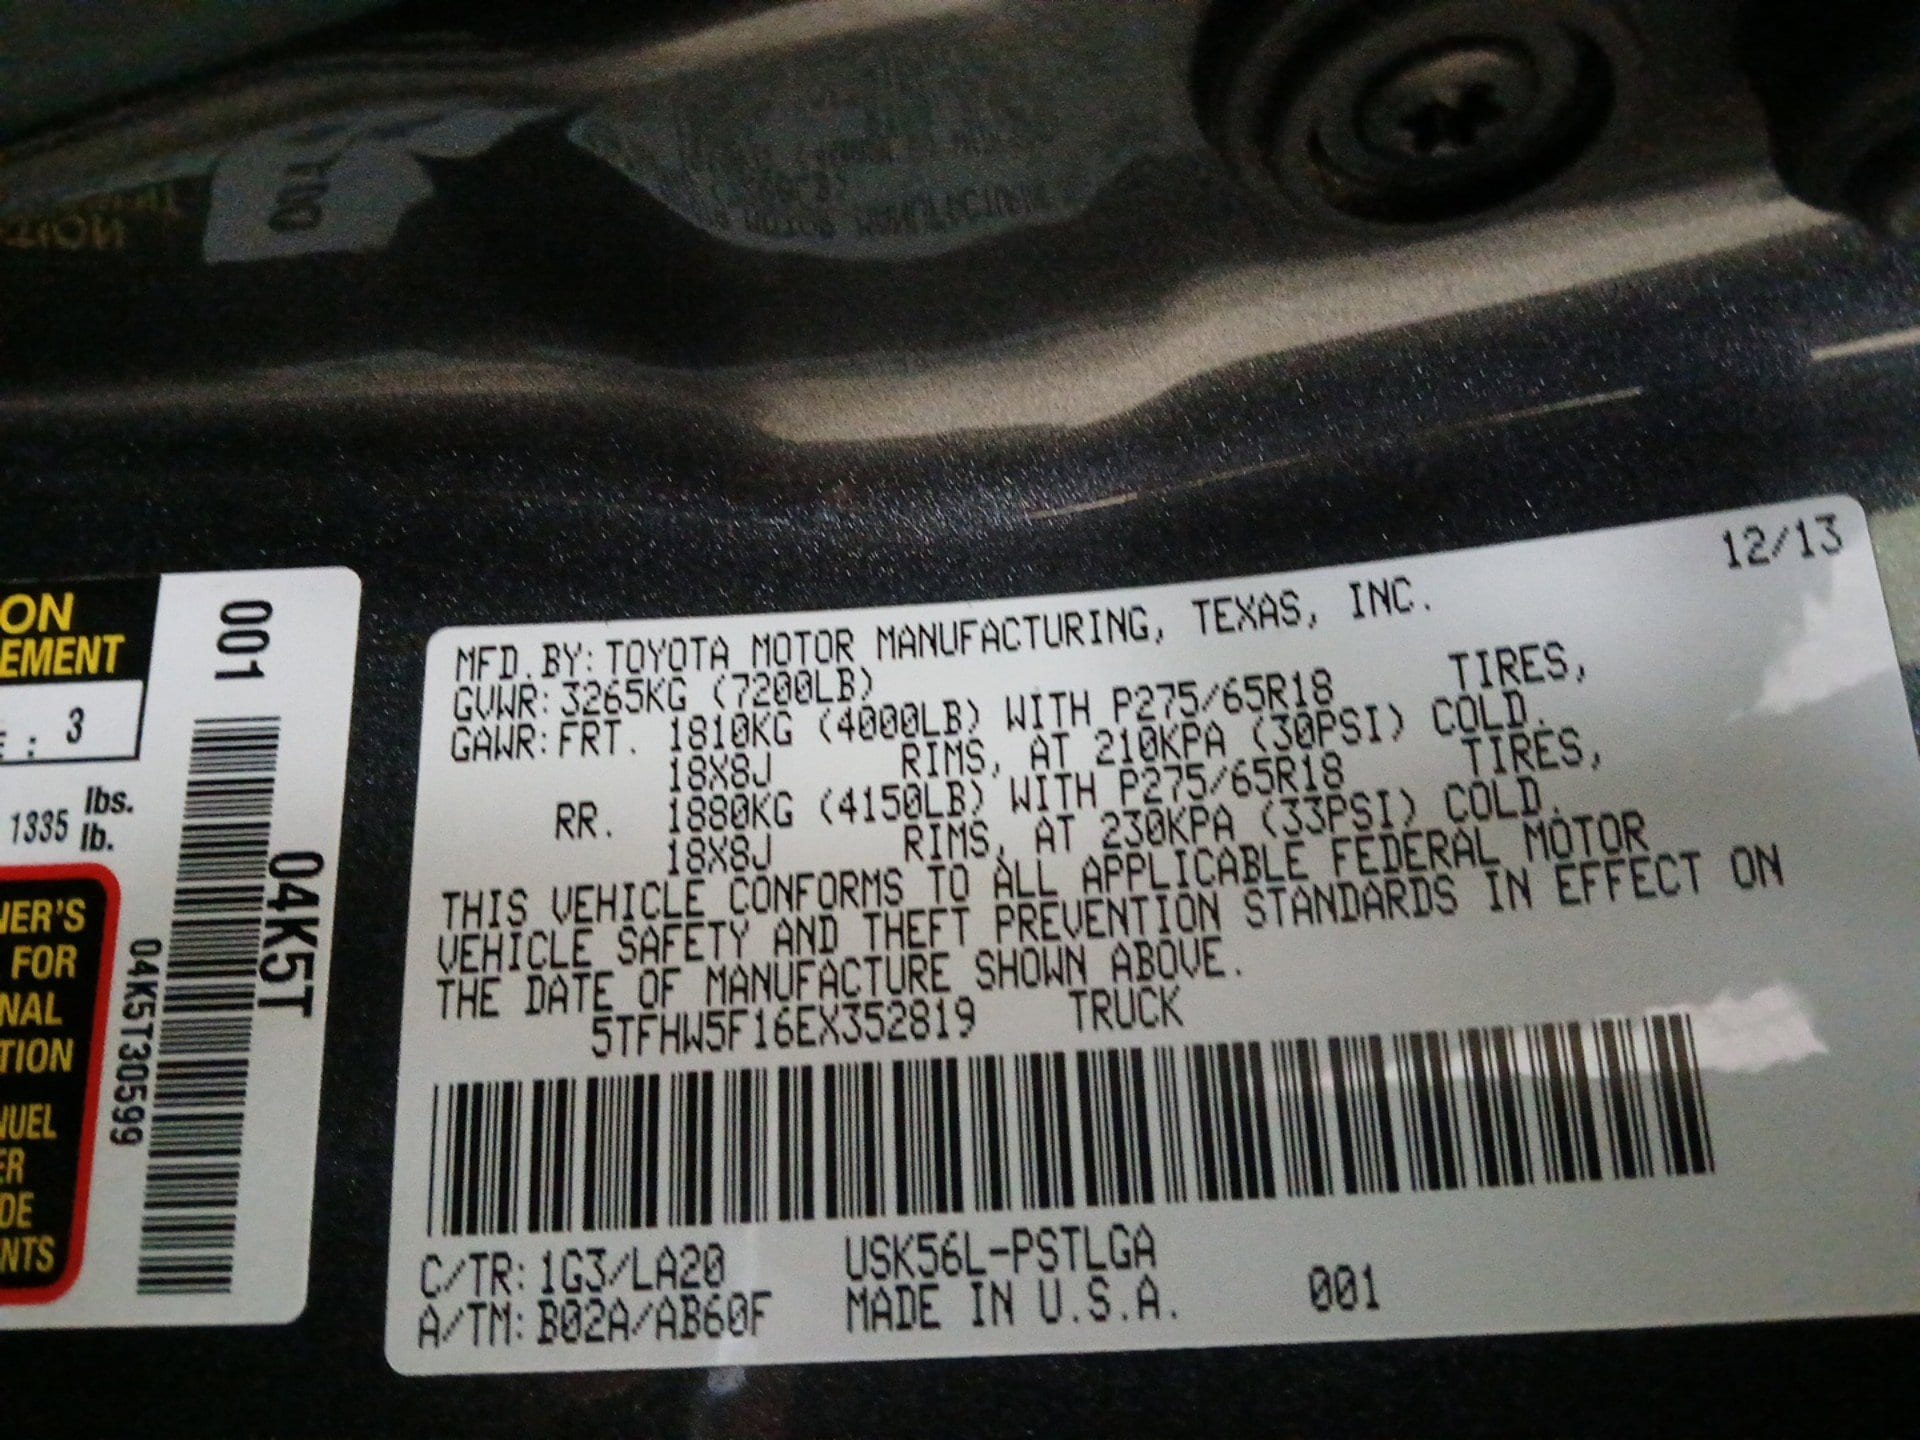 ON
EMENT
: 3
1335 lbs.
lb.
NER'S
FOR
NAL
TION
NUEL
ER
DE
NTS
001
04K5T
04K5T30599
12/13
MFD.BY: TOYOTA MOTOR MANUFACTURING, TEXAS, INC.
GVWR: 3265KG (7200LB)
GAWR: FRT. 1810KG (4000LB) WITH P275/65R18 TIRES,
18X8J RIMS, AT 210KPA (30PSI) COLD.
RR. 1880KG (4150LB) WITH P275/65R18 TIRES,
18X8J RIMS, AT 230KPA (33PSI) COLD.
THIS VEHICLE CONFORMS TO ALL APPLICABLE FEDERAL MOTOR
VEHICLE SAFETY AND THEFT PREVENTION STANDARDS IN EFFECT ON
THE DATE OF MANUFACTURE SHOWN ABOVE.
5TFHW5F16EX352819 TRUCK
C/TR: 1G3/LA20 USK56L-PSTLGA
A/TM: B02A/AB60F MADE IN U.S.A. 001